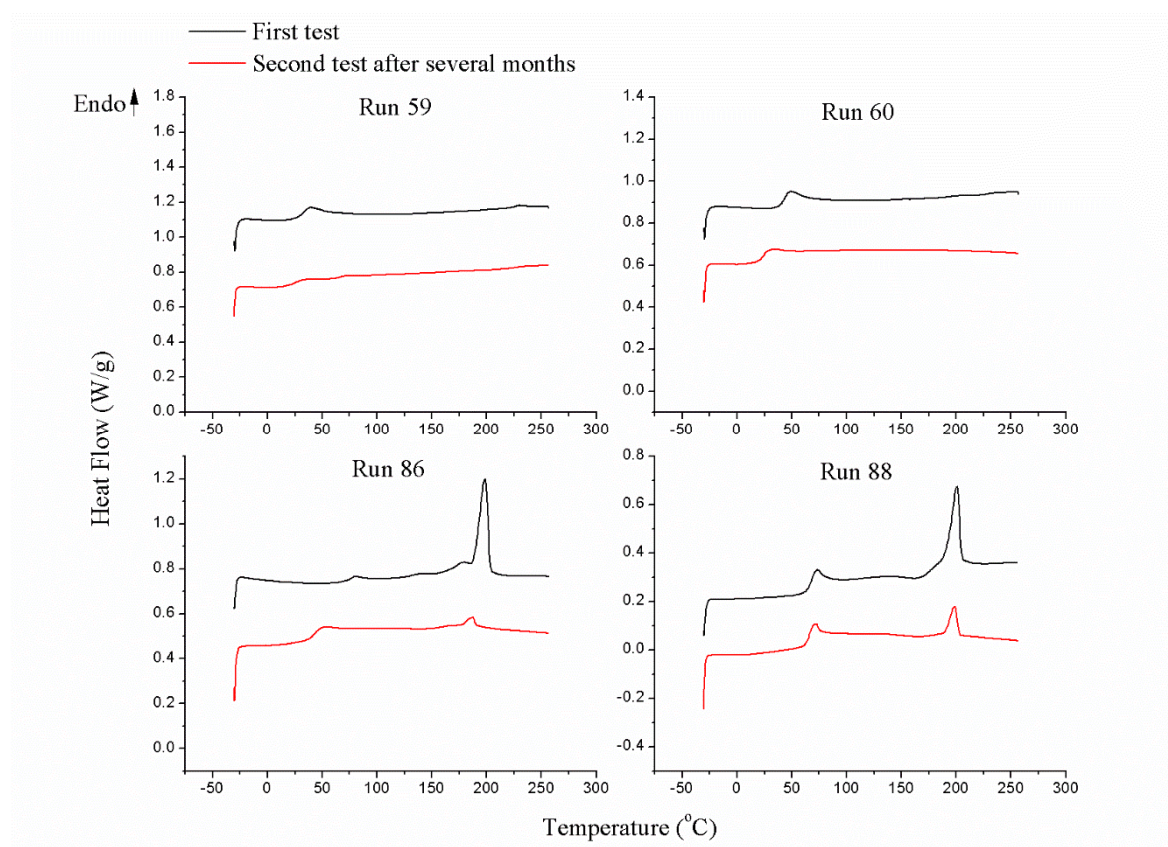 First test
Second test after several months
Endo
Run 59
1.8
1.6
1.4
1.2
1.0
0.8
0.6
0.4
0.2
0.0
-50 0 50 100 150 200 250 300
Run 60
1.4
1.2
1.0
0.8
0.6
0.4
0.2
0.0
-50 0 50 100 150 200 250 300
Heat Flow (W/g)
Run 86
1.2
1.0
0.8
0.6
0.4
0.2
0.0
-50 0 50 100 150 200 250 300
Run 88
0.8
0.6
0.4
0.2
0.0
-0.2
-0.4
-50 0 50 100 150 200 250 300
Temperature (°C)